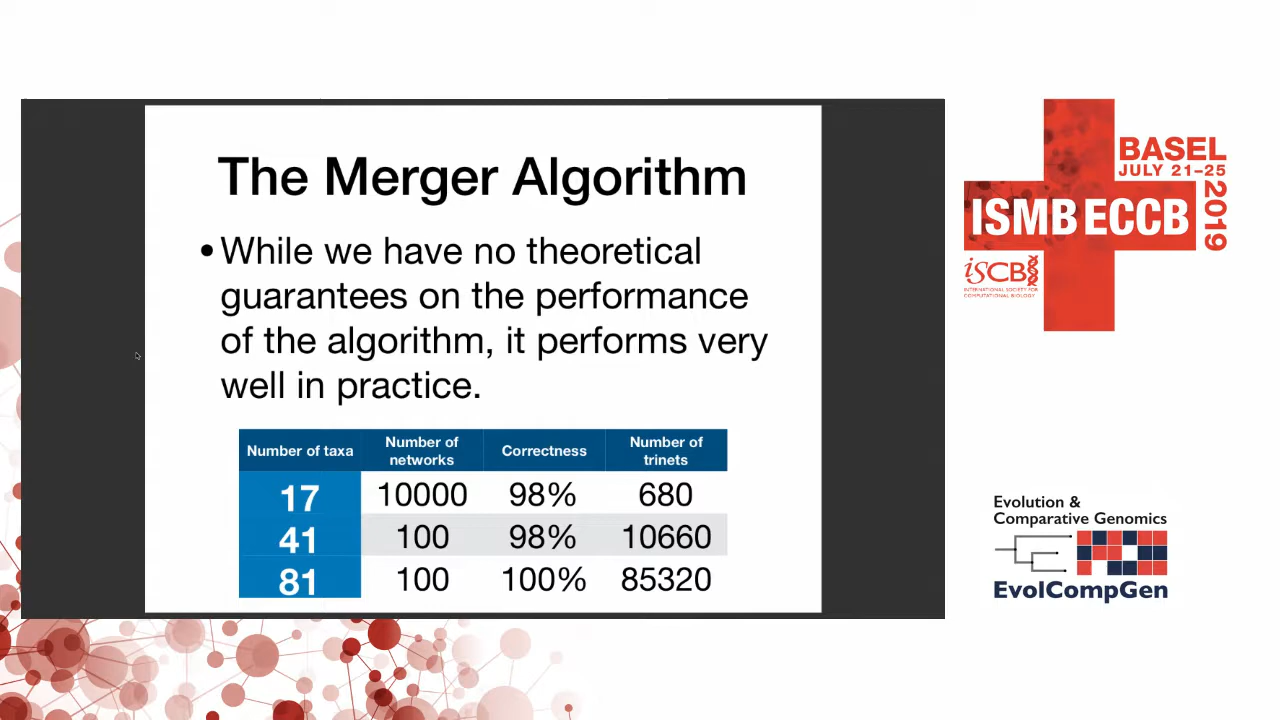 The Merger Algorithm
•While we have no theoretical
guarantees on the performance
of the algorithm, it performs very
well in practice.
Number of taxa Number of networks Correctness Number of trinets
17 10000 98% 680
41 100 98% 10660
81 100 100% 85320
BASEL
JULY 21–25
2019
ISMB ECCB
ISCB
INTERNATIONAL SOCIETY FOR
COMPUTATIONAL BIOLOGY
Evolution &
Comparative Genomics
EvolCompGen